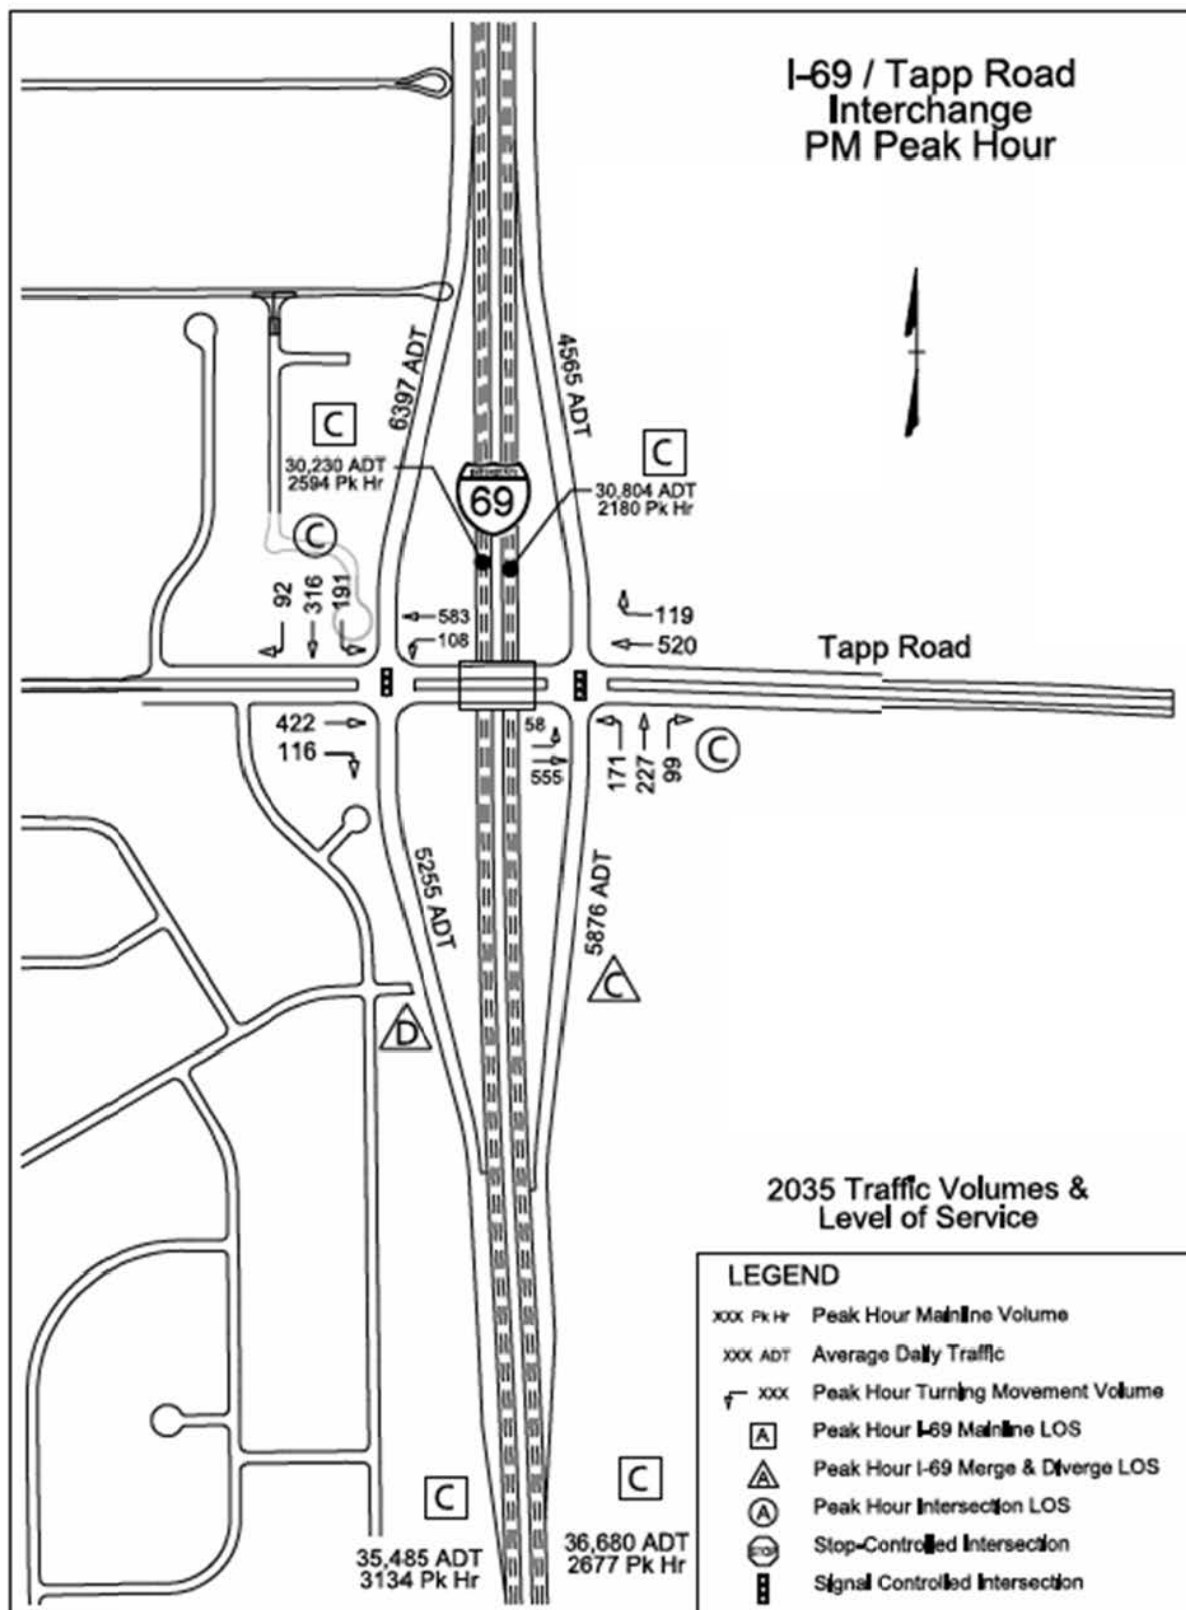 I-69 / Tapp Road
Interchange
PM Peak Hour
6397 ADT
4565 ADT
C
C
30,230 ADT
2594 Pk Hr
69
30,804 ADT
2180 Pk Hr
C
92
316
191
583
108
119
520
Tapp Road
422
116
58
555
171
227
99
C
5255 ADT
5876 ADT
C
D
2035 Traffic Volumes &
Level of Service
LEGEND
XXX Pk Hr Peak Hour Mainline Volume
XXX ADT Average Daily Traffic
XXX Peak Hour Turning Movement Volume
A Peak Hour I-69 Mainline LOS
A Peak Hour I-69 Merge & Diverge LOS
A Peak Hour Intersection LOS
STOP Stop-Controlled Intersection
Signal Controlled Intersection
C
C
35,485 ADT
3134 Pk Hr
36,680 ADT
2677 Pk Hr